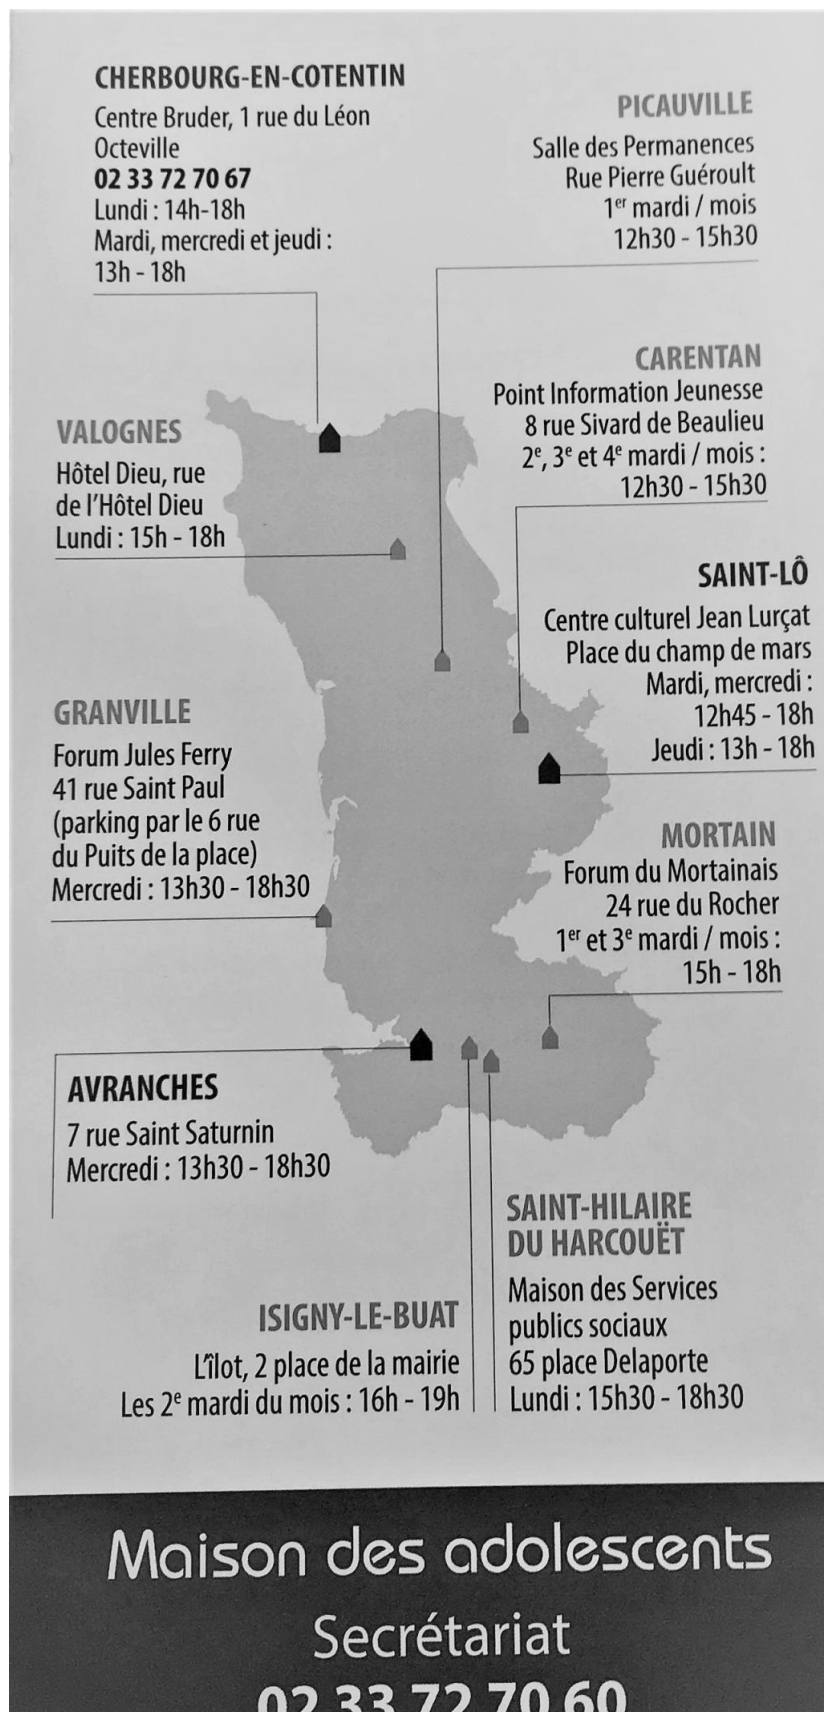 CHERBOURG-EN-COTENTIN
Centre Bruder, 1 rue du Léon
Octeville
02 33 72 70 67
Lundi : 14h-18h
Mardi, mercredi et jeudi :
13h - 18h
PICAUVILLE
Salle des Permanences
Rue Pierre Guéroult
1er mardi / mois
12h30 - 15h30
CARENTAN
Point Information Jeunesse
8 rue Sivard de Beaulieu
2e, 3e et 4e mardi / mois :
12h30 - 15h30
VALOGNES
Hôtel Dieu, rue
de l'Hôtel Dieu
Lundi : 15h - 18h
SAINT-LÔ
Centre culturel Jean Lurçat
Place du champ de mars
Mardi, mercredi :
12h45 - 18h
Jeudi : 13h - 18h
GRANVILLE
Forum Jules Ferry
41 rue Saint Paul
(parking par le 6 rue
du Puits de la place)
Mercredi : 13h30 - 18h30
MORTAIN
Forum du Mortainais
24 rue du Rocher
1er et 3e mardi / mois :
15h - 18h
AVRANCHES
7 rue Saint Saturnin
Mercredi : 13h30 - 18h30
SAINT-HILAIRE
DU HARCOUËT
Maison des Services
publics sociaux
65 place Delaporte
Lundi : 15h30 - 18h30
ISIGNY-LE-BUAT
L'îlot, 2 place de la mairie
Les 2e mardi du mois : 16h - 19h
Maison des adolescents
Secrétariat
02 33 72 70 60